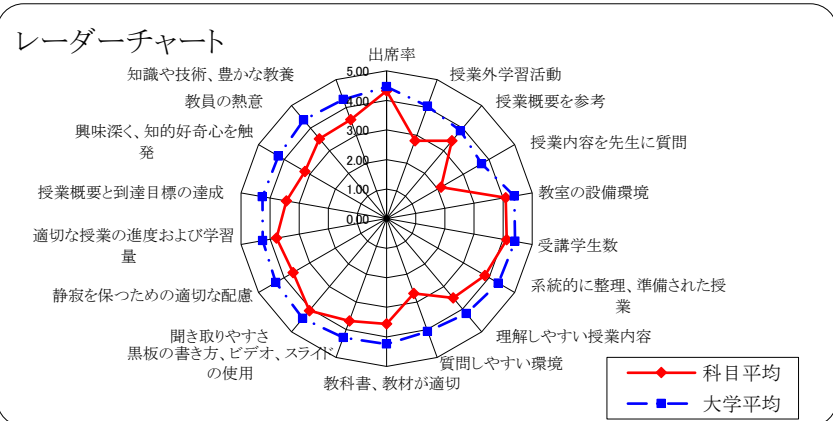 レーダーチャート
出席率
授業外学習活動
授業概要を参考
授業内容を先生に質問
教室の設備環境
受講学生数
系統的に整理、準備された授
業
理解しやすい授業内容
質問しやすい環境
教科書、教材が適切
黒板の書き方、ビデオ、スライド
の使用
聞き取りやすさ
静寂を保つための適切な配慮
適切な授業の進度および学習
量
授業概要と到達目標の達成
興味深く、知的好奇心を触
発
教員の熱意
知識や技術、豊かな教養
5.00
4.00
3.00
2.00
1.00
0.00
科目平均
大学平均